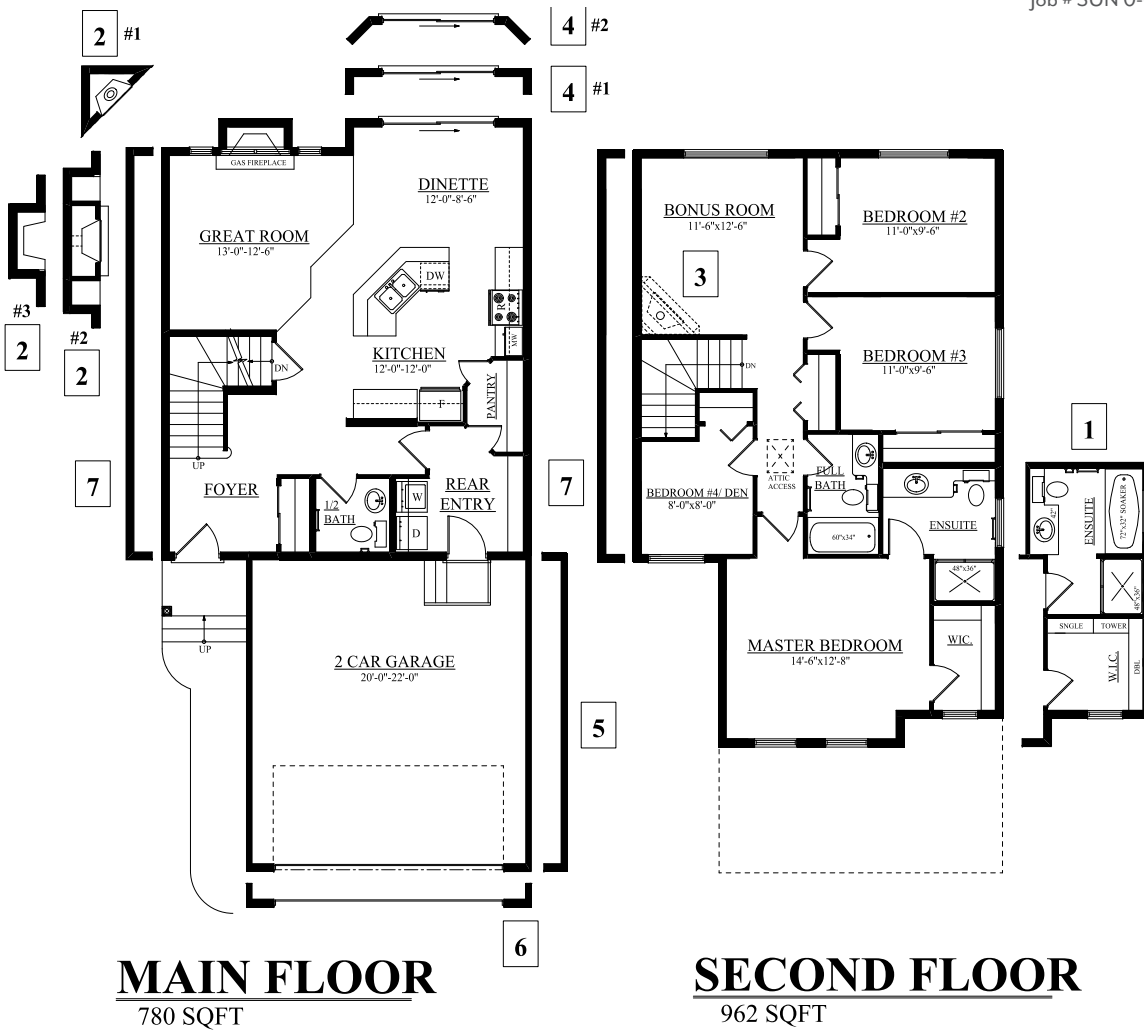 job # SUN 0-
2 #1
4 #2
4 #1
GAS FIREPLACE
DINETTE
12'-0"-8'-6"
GREAT ROOM
13'-0"-12'-6"
DW
R
MW
#3
2
#2
2
KITCHEN
12'-0"-12'-0"
DN
F
PANTRY
UP
7
FOYER
1/2
BATH
W
D
REAR
ENTRY
7
UP
2 CAR GARAGE
20'-0"-22'-0"
5
6
MAIN FLOOR
780 SQFT
BONUS ROOM
11'-6"x12'-6"
3
BEDROOM #2
11'-0"x9'-6"
BEDROOM #3
11'-0"x9'-6"
DN
BEDROOM #4/ DEN
8'-0"x8'-0"
ATTIC
ACCESS
FULL
BATH
60"x34"
ENSUITE
48"x36"
MASTER BEDROOM
14'-6"x12'-8"
WIC.
1
42"
ENSUITE
72"x32" SOAKER
48"x36"
SNGLE TOWER
W.I.C.
DBL
SECOND FLOOR
962 SQFT